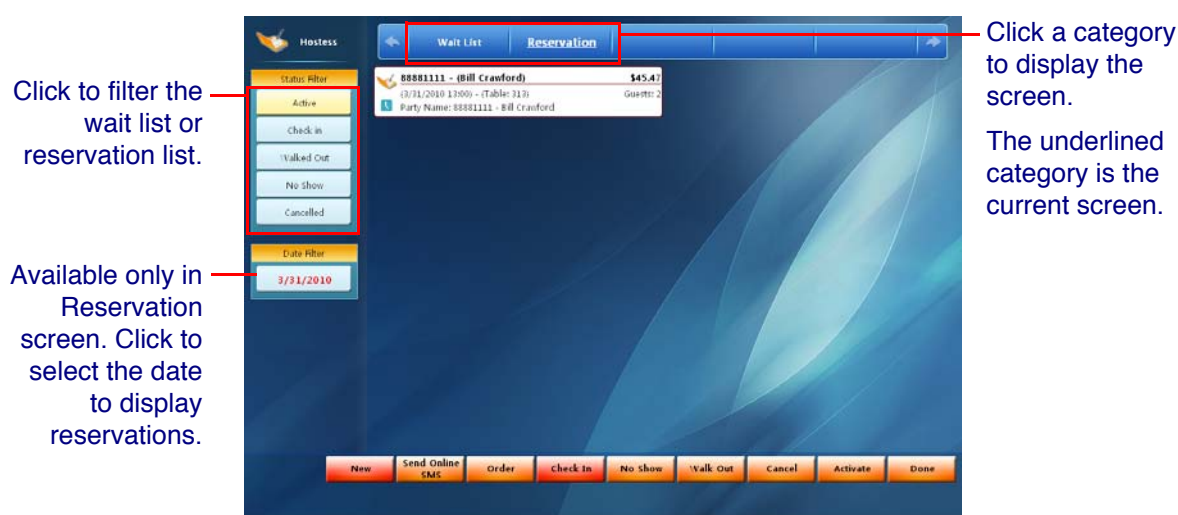 Click to filter the
wait list or
reservation list.
Available only in
Reservation
screen. Click to
select the date
to display
reservations.
Hostess
Status Filter
Active
Check in
Walked Out
No Show
Cancelled
Date Filter
3/31/2010
Wait List
Reservation
88881111 - (Bill Crawford) $45.47
(3/31/2010 13:00) - (Table: 313) Guests: 2
Party Name: 88881111 - Bill Crawford
New
Send Online
SMS
Order
Check In
No Show
Walk Out
Cancel
Activate
Done
Click a category
to display the
screen.
The underlined
category is the
current screen.